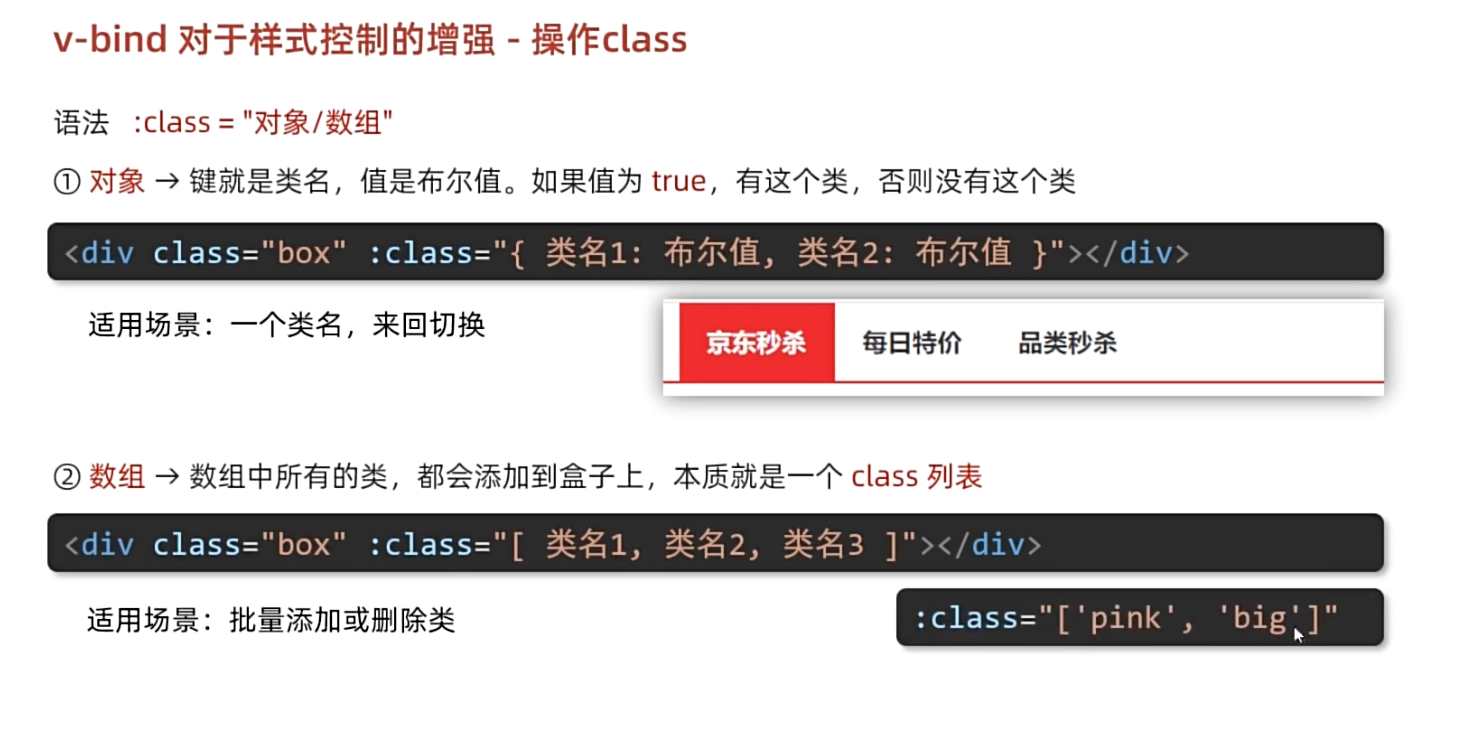 v-bind 对于样式控制的增强 - 操作class
语法 :class = "对象/数组"
① 对象 → 键就是类名，值是布尔值。如果值为 true，有这个类，否则没有这个类
<div class="box" :class="{ 类名1: 布尔值, 类名2: 布尔值 }"></div>
适用场景：一个类名，来回切换
京东秒杀 每日特价 品类秒杀
② 数组 → 数组中所有的类，都会添加到盒子上，本质就是一个 class 列表
<div class="box" :class="[ 类名1, 类名2, 类名3 ]"></div>
适用场景：批量添加或删除类
:class="['pink', 'big']"